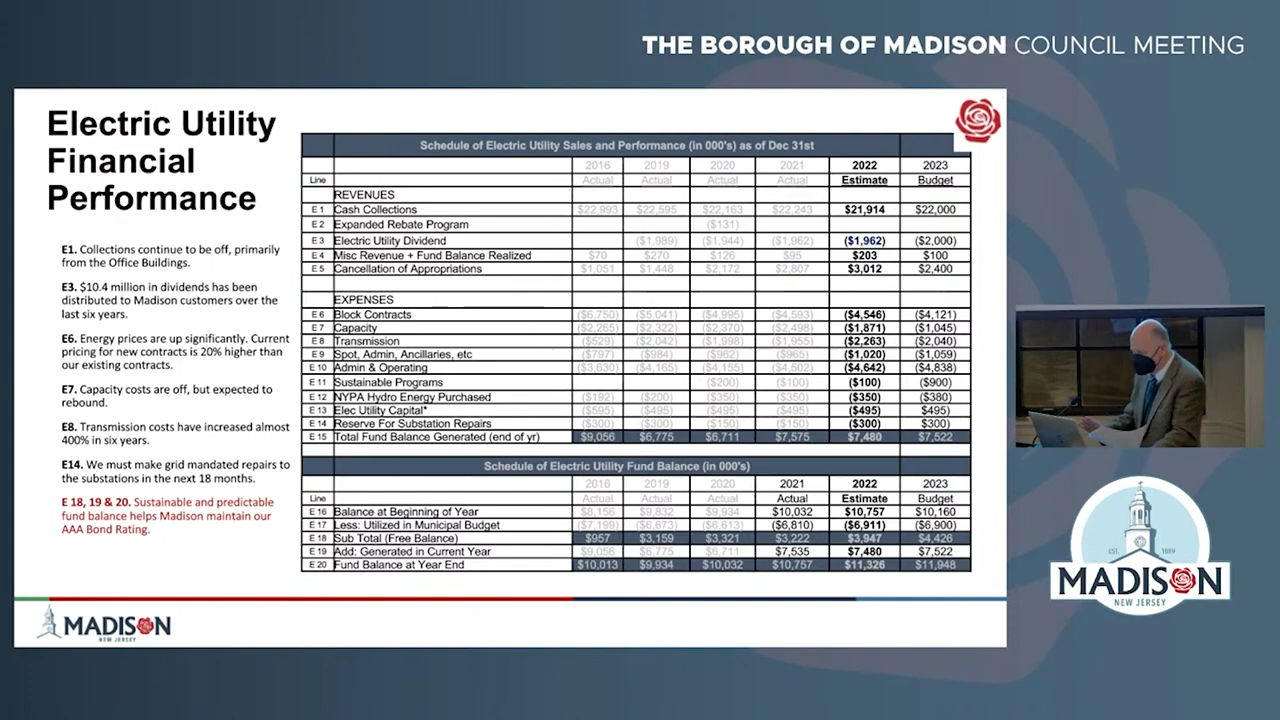 THE BOROUGH OF MADISON COUNCIL MEETING
Electric Utility
Financial
Performance
E1. Collections continue to be off, primarily
from the Office Buildings.
E3. $10.4 million in dividends has been
distributed to Madison customers over the
last six years.
E6. Energy prices are up significantly. Current
pricing for new contracts is 20% higher than
our existing contracts.
E7. Capacity costs are off, but expected to
rebound.
E8. Transmission costs have increased almost
400% in six years.
E14. We must make grid mandated repairs to
the substations in the next 18 months.
E 18, 19 & 20. Sustainable and predictable
fund balance helps Madison maintain our
AAA Bond Rating.
Schedule of Electric Utility Sales and Performance (in 000's) as of Dec 31st
2016 2019 2020 2021 2022 2023
Line Actual Actual Actual Actual Estimate Budget
REVENUES
E 1 Cash Collections $22,993 $22,595 $22,163 $22,243 $21,914 $22,000
E 2 Expanded Rebate Program ($131)
E 3 Electric Utility Dividend ($1,989) ($1,944) ($1,962) ($1,962) ($2,000)
E 4 Misc Revenue + Fund Balance Realized $70 $270 $126 $95 $203 $100
E 5 Cancellation of Appropriations $1,051 $1,448 $2,172 $2,807 $3,012 $2,400
EXPENSES
E 6 Block Contracts ($6,750) ($5,041) ($4,995) ($4,593) ($4,546) ($4,121)
E 7 Capacity ($2,265) ($2,322) ($2,370) ($2,498) ($1,871) ($1,045)
E 8 Transmission ($529) ($2,042) ($1,998) ($1,955) ($2,263) ($2,040)
E 9 Spot, Admin, Ancillaries, etc ($797) ($984) ($962) ($965) ($1,020) ($1,059)
E 10 Admin & Operating ($3,630) ($4,165) ($4,155) ($4,502) ($4,642) ($4,838)
E 11 Sustainable Programs ($200) ($100) ($100) ($900)
E 12 NYPA Hydro Energy Purchased ($192) ($200) ($350) ($350) ($350) ($380)
E 13 Elec Utility Capital* ($595) ($495) ($495) ($495) ($495) $495)
E 14 Reserve For Substation Repairs ($300) ($300) ($150) ($150) ($300) $300)
E 15 Total Fund Balance Generated (end of yr) $9,056 $6,775 $6,711 $7,575 $7,480 $7,522
Schedule of Electric Utility Fund Balance (in 000's)
2016 2019 2020 2021 2022 2023
Line Actual Actual Actual Actual Estimate Budget
E 16 Balance at Beginning of Year $8,156 $9,832 $9,934 $10,032 $10,757 $10,160
E 17 Less: Utilized in Municipal Budget ($7,199) ($6,673) ($6,613) ($6,810) ($6,911) ($6,900)
E 18 Sub Total (Free Balance) $957 $3,159 $3,321 $3,222 $3,947 $4,426
E 19 Add: Generated in Current Year $9,056 $6,775 $6,711 $7,535 $7,480 $7,522
E 20 Fund Balance at Year End $10,013 $9,934 $10,032 $10,757 $11,326 $11,948
MADISON
NEW JERSEY
EST. 1889
MADISON
NEW JERSEY